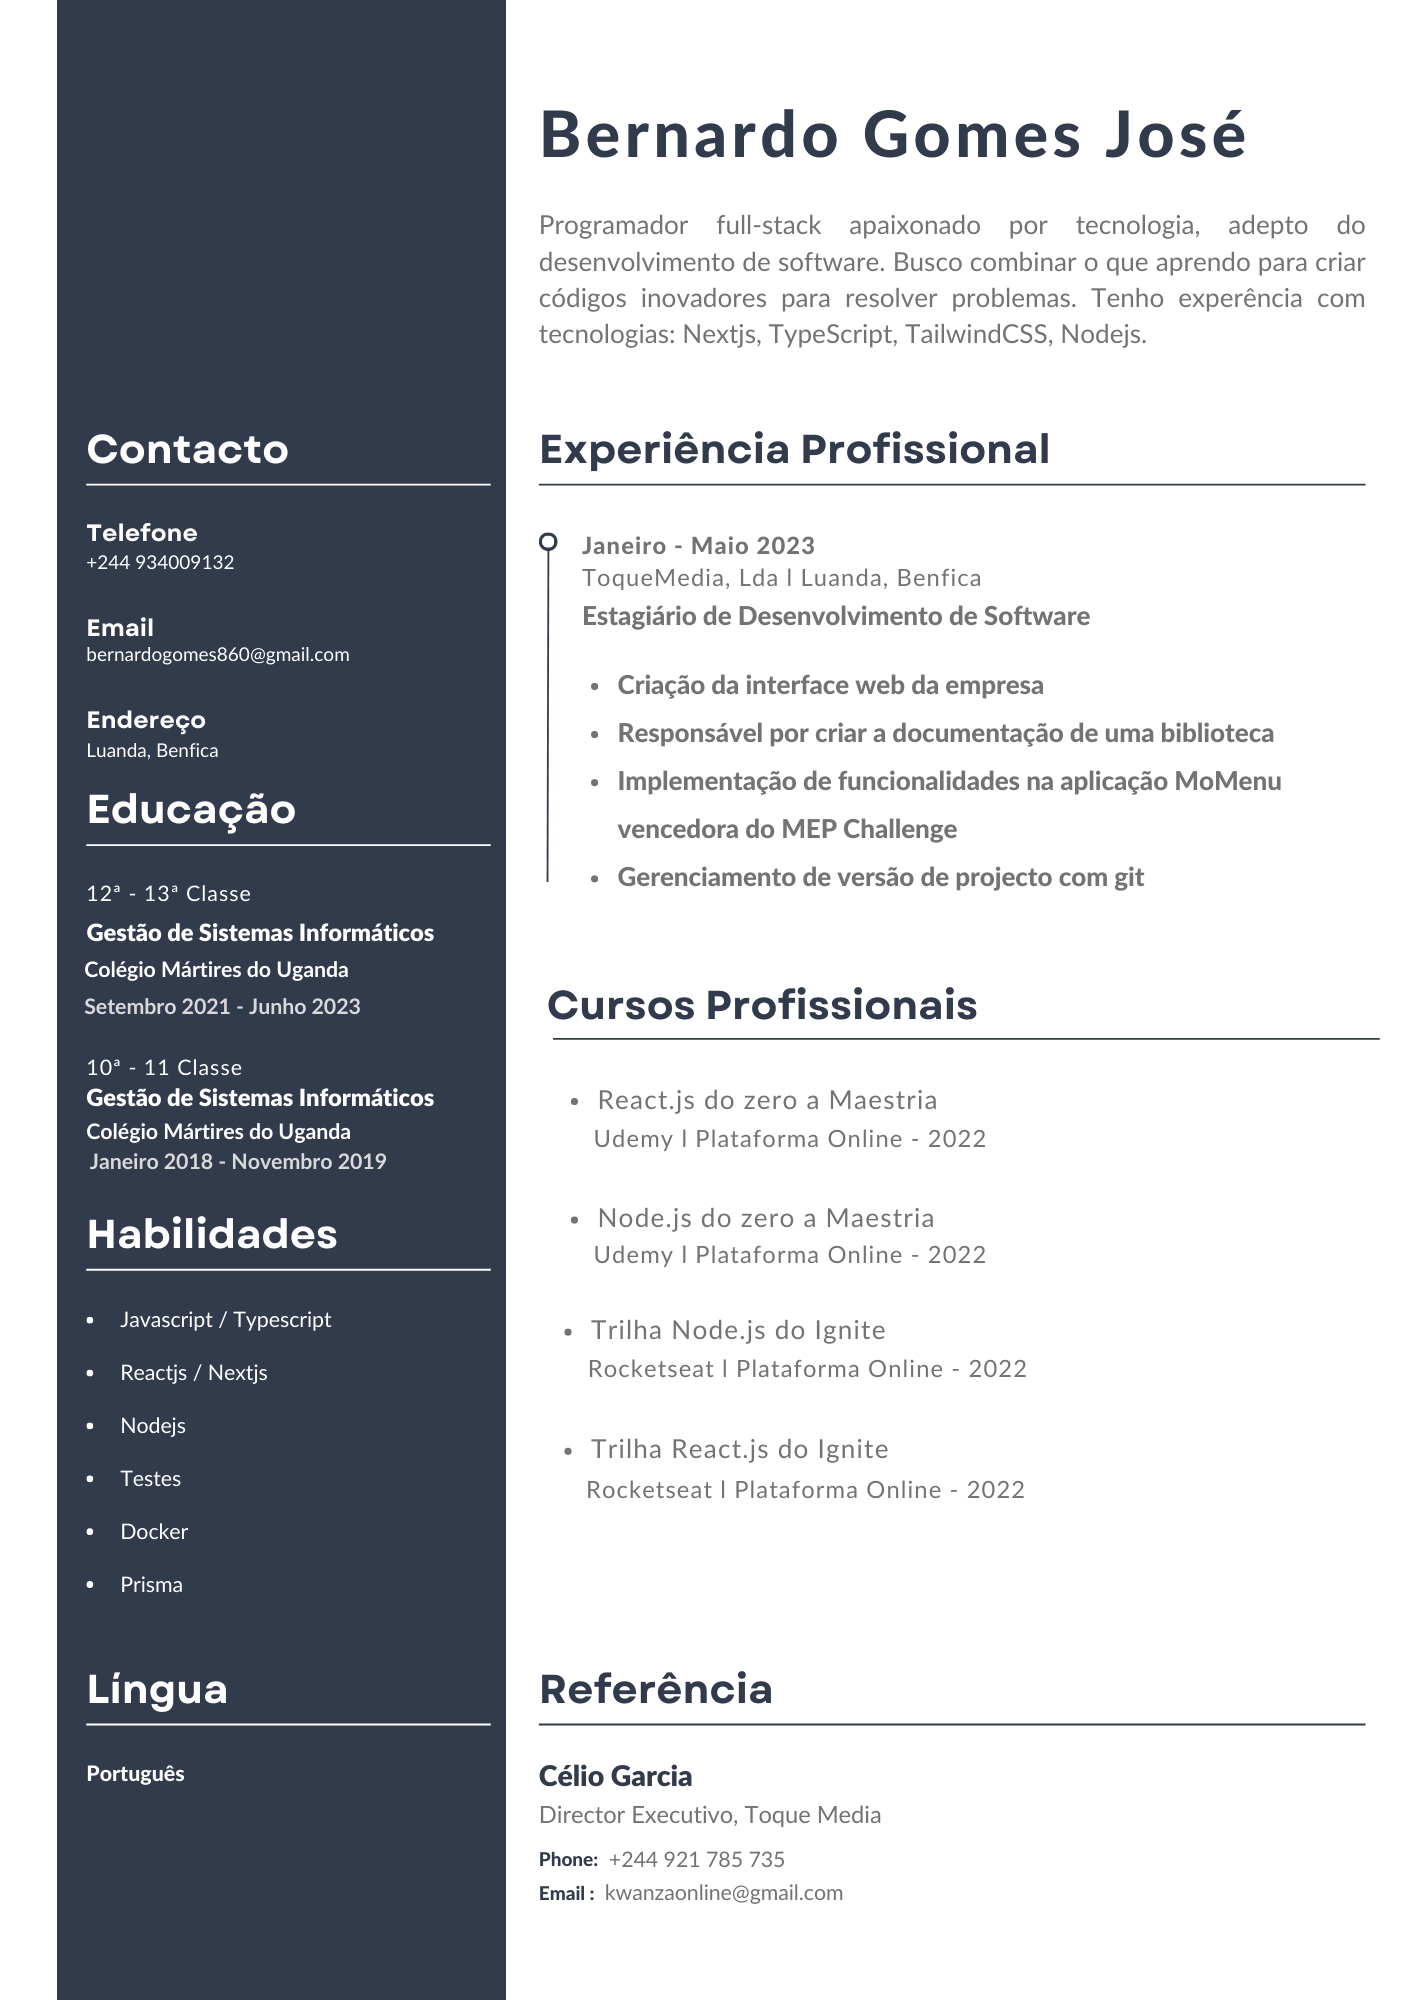 Bernardo Gomes José
Programador full-stack apaixonado por tecnologia, adepto do
desenvolvimento de software. Busco combinar o que aprendo para criar
códigos inovadores para resolver problemas. Tenho experência com
tecnologias: Nextjs, TypeScript, TailwindCSS, Nodejs.
Contacto
Telefone
+244 934009132
Email
bernardogomes860@gmail.com
Endereço
Luanda, Benfica
Educação
12ª - 13ª Classe
Gestão de Sistemas Informáticos
Colégio Mártires do Uganda
Setembro 2021 - Junho 2023
10ª - 11 Classe
Gestão de Sistemas Informáticos
Colégio Mártires do Uganda
Janeiro 2018 - Novembro 2019
Habilidades
• Javascript / Typescript
• Reactjs / Nextjs
• Nodejs
• Testes
• Docker
• Prisma
Língua
Português
Experiência Profissional
Janeiro - Maio 2023
ToqueMedia, Lda l Luanda, Benfica
Estagiário de Desenvolvimento de Software
• Criação da interface web da empresa
• Responsável por criar a documentação de uma biblioteca
• Implementação de funcionalidades na aplicação MoMenu
vencedora do MEP Challenge
• Gerenciamento de versão de projecto com git
Cursos Profissionais
• React.js do zero a Maestria
Udemy l Plataforma Online - 2022
• Node.js do zero a Maestria
Udemy l Plataforma Online - 2022
• Trilha Node.js do Ignite
Rocketseat l Plataforma Online - 2022
• Trilha React.js do Ignite
Rocketseat l Plataforma Online - 2022
Referência
Célio Garcia
Director Executivo, Toque Media
Phone: +244 921 785 735
Email : kwanzaonline@gmail.com